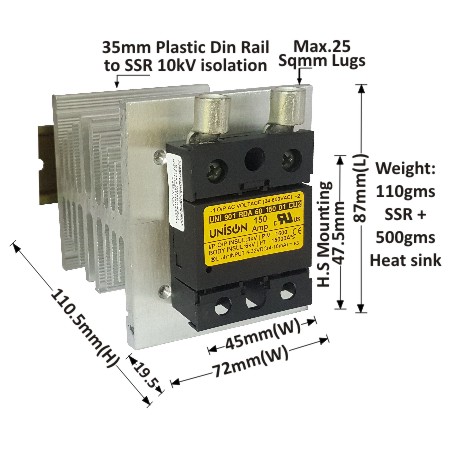 35mm Plastic Din Rail
to SSR 10kV isolation
Max.25
Sqmm Lugs
UNISON 150
Amp
CE
H.S Mounting
47.5mm
87mm(L)
Weight:
110gms
SSR +
500gms
Heat sink
45mm(W)
72mm(W)
19.5
110.5mm(H)